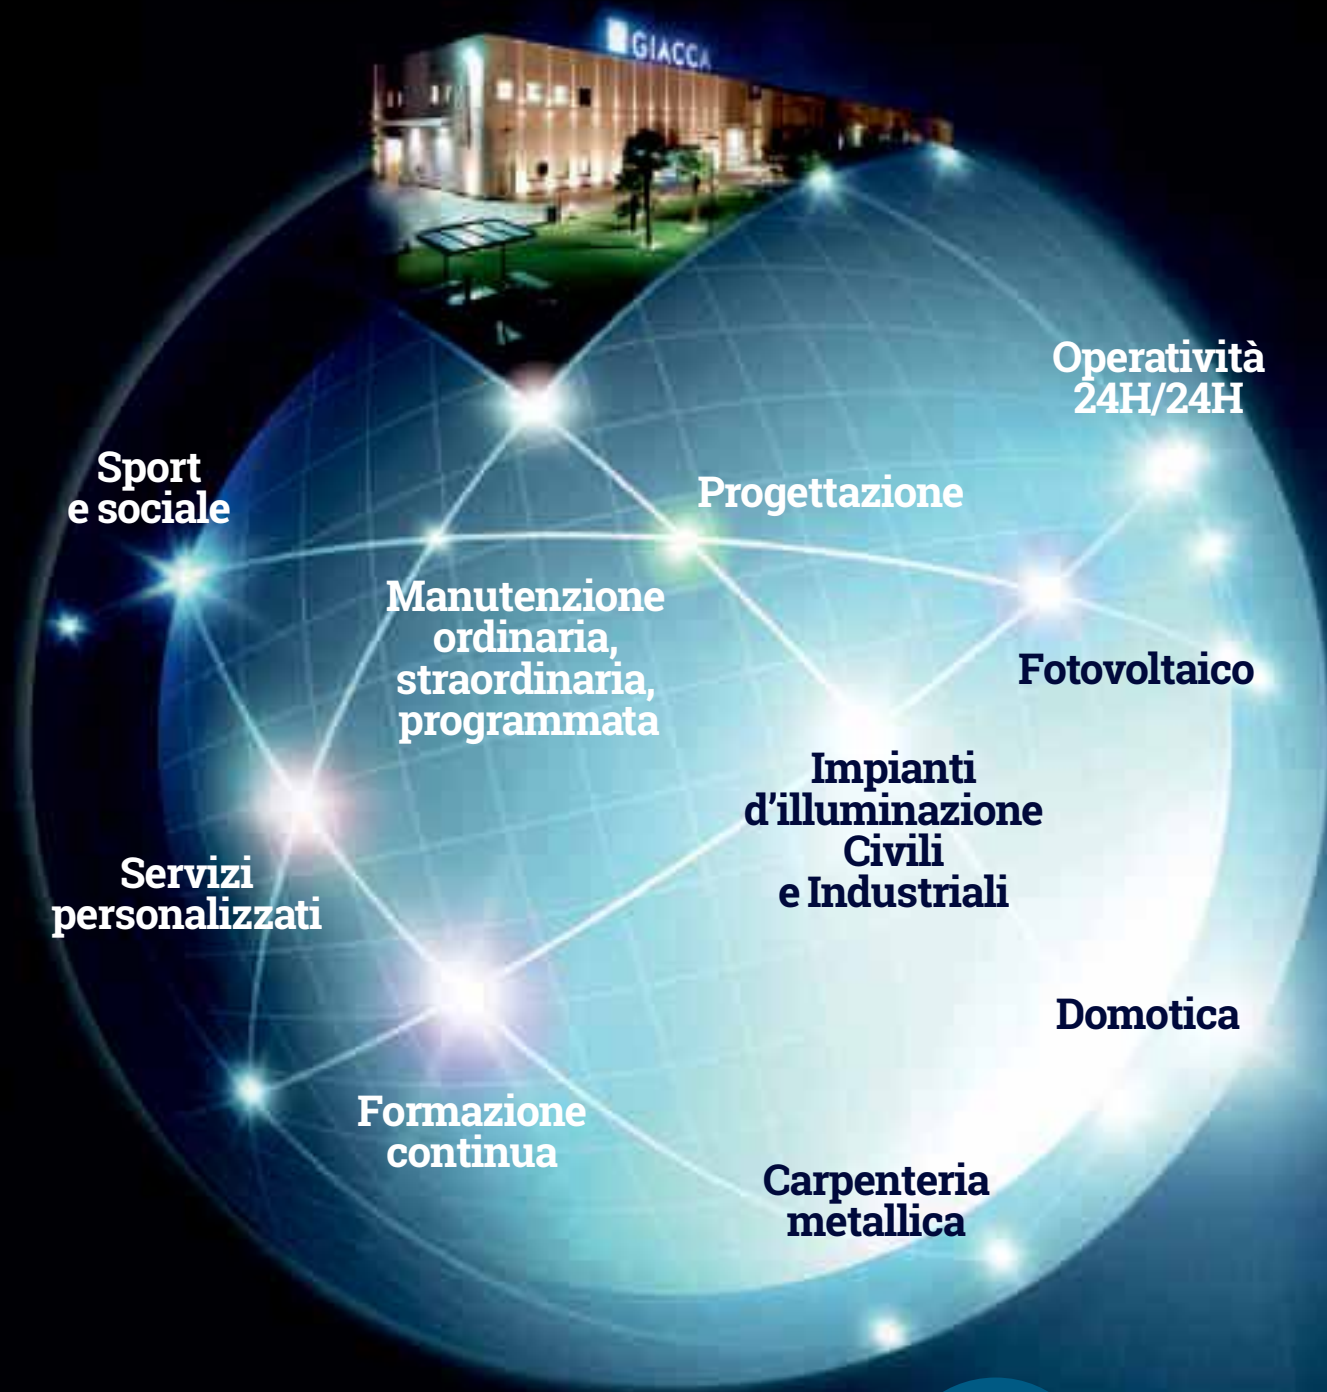 GIACCA
Operatività
24H/24H
Sport
e sociale
Progettazione
Manutenzione
ordinaria,
straordinaria,
programmata
Fotovoltaico
Impianti
d’illuminazione
Civili
e Industriali
Servizi
personalizzati
Domotica
Formazione
continua
Carpenteria
metallica